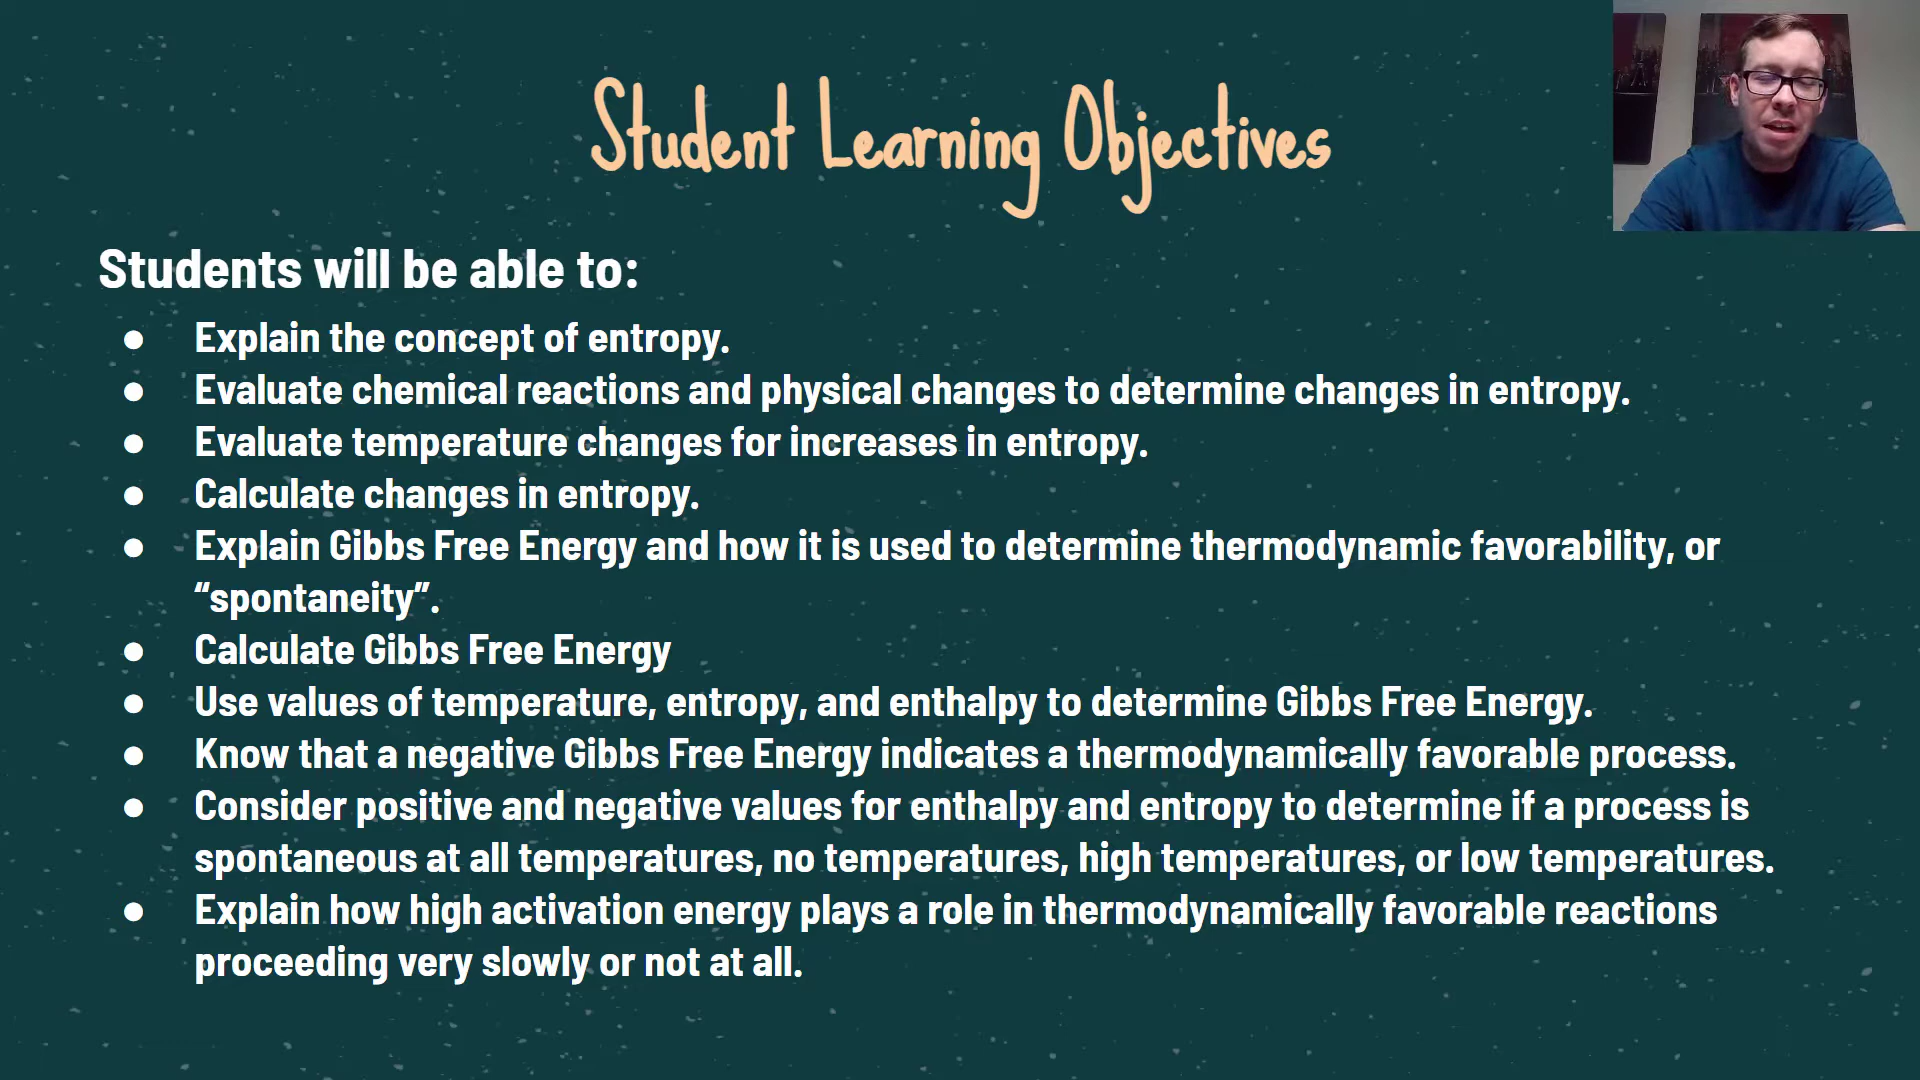 Student Learning Objectives
Students will be able to:
● Explain the concept of entropy.
● Evaluate chemical reactions and physical changes to determine changes in entropy.
● Evaluate temperature changes for increases in entropy.
● Calculate changes in entropy.
● Explain Gibbs Free Energy and how it is used to determine thermodynamic favorability, or
“spontaneity”.
● Calculate Gibbs Free Energy
● Use values of temperature, entropy, and enthalpy to determine Gibbs Free Energy.
● Know that a negative Gibbs Free Energy indicates a thermodynamically favorable process.
● Consider positive and negative values for enthalpy and entropy to determine if a process is
spontaneous at all temperatures, no temperatures, high temperatures, or low temperatures.
● Explain how high activation energy plays a role in thermodynamically favorable reactions
proceeding very slowly or not at all.